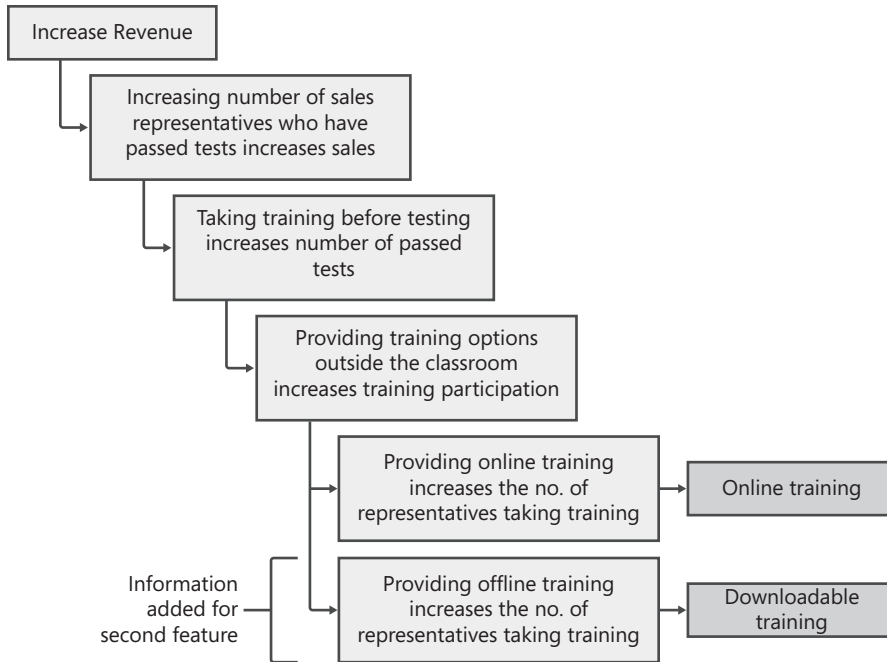 Increase Revenue
Increasing number of sales
representatives who have
passed tests increases sales
Taking training before testing
increases number of passed
tests
Providing training options
outside the classroom
increases training participation
Providing online training
increases the no. of
representatives taking training
Online training
Information
added for
second feature
Providing offline training
increases the no. of
representatives taking training
Downloadable
training